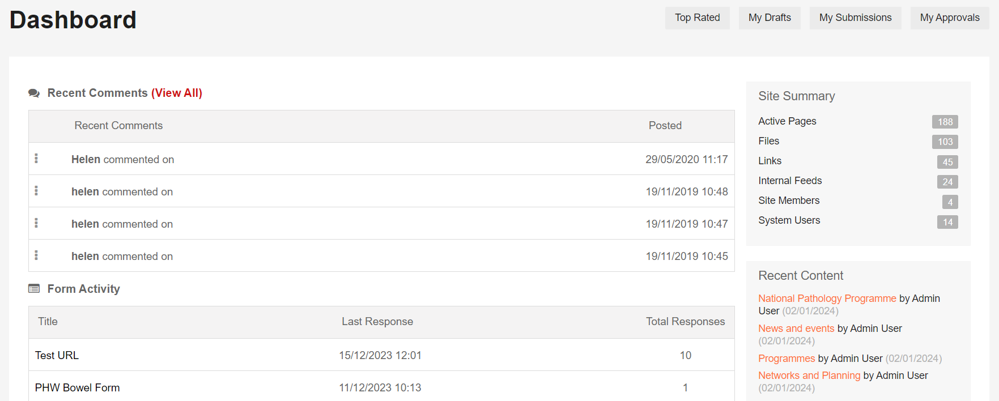 Dashboard
Top Rated
My Drafts
My Submissions
My Approvals
Recent Comments (View All)
Recent Comments Posted
Helen commented on 29/05/2020 11:17
helen commented on 19/11/2019 10:48
helen commented on 19/11/2019 10:47
helen commented on 19/11/2019 10:45
Form Activity
Title Last Response Total Responses
Test URL 15/12/2023 12:01 10
PHW Bowel Form 11/12/2023 10:13 1
Site Summary
Active Pages 188
Files 103
Links 45
Internal Feeds 24
Site Members 4
System Users 14
Recent Content
National Pathology Programme by Admin
User (02/01/2024)
News and events by Admin User
(02/01/2024)
Programmes by Admin User (02/01/2024)
Networks and Planning by Admin User
(02/01/2024)